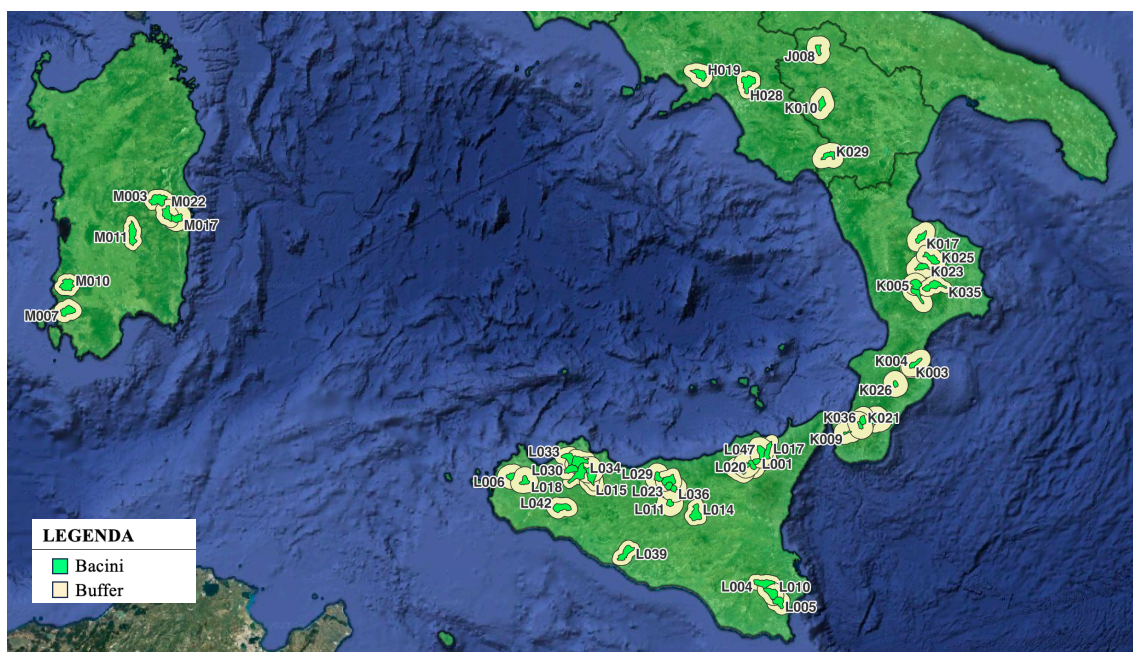 J008
H019
H028
K010
K029
M003
M022
M017
M011
K017
K025
K023
K005
K035
M010
M007
K004
K003
K026
K036
K021
K009
L033
L047
L017
L034
L030
L029
L020
L001
L006
L018
L015
L023
L036
L042
L011
L014
L039
L004
L010
L005
LEGENDA
Bacini
Buffer